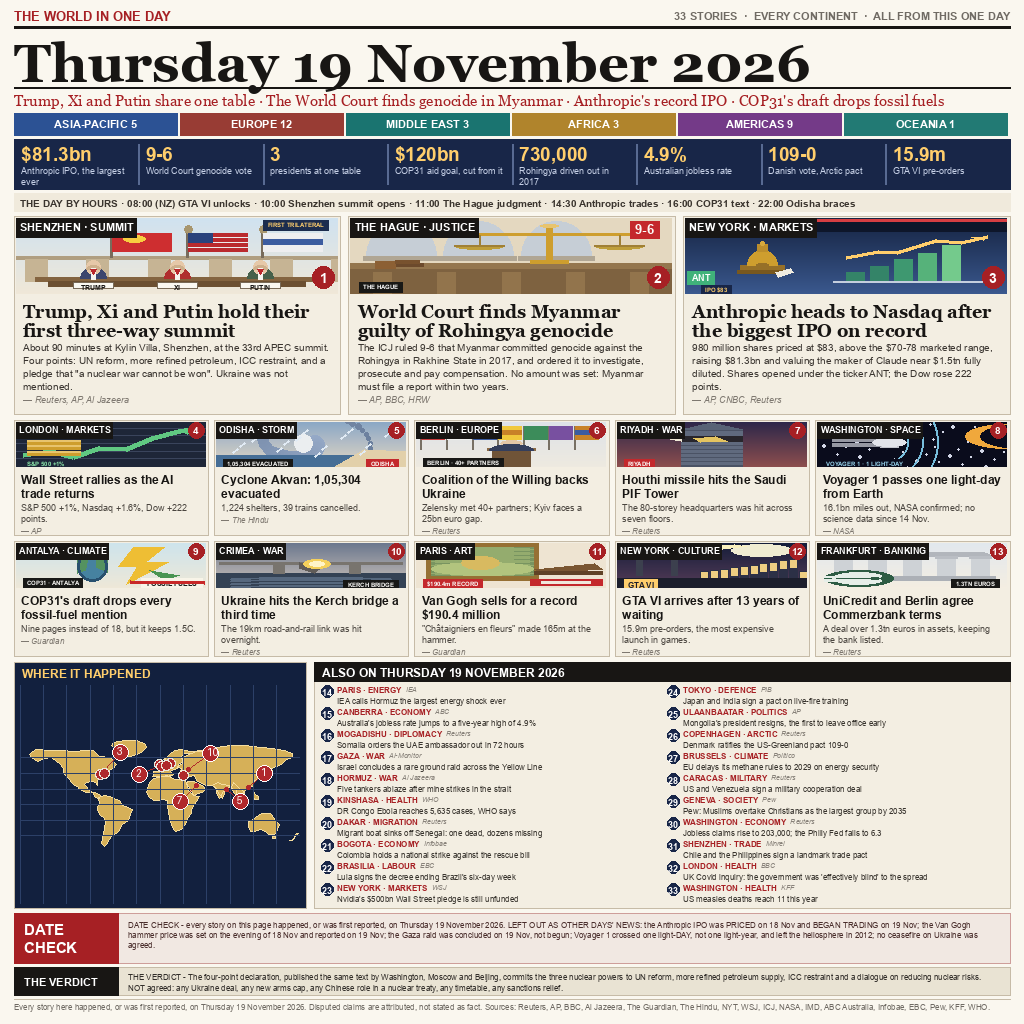 THE WORLD IN ONE DAY
33 STORIES · EVERY CONTINENT · ALL FROM THIS ONE DAY
Thursday 19 November 2026
Trump, Xi and Putin share one table · The World Court finds genocide in Myanmar · Anthropic's record IPO · COP31's draft drops fossil fuels
ASIA-PACIFIC 5
EUROPE 12
MIDDLE EAST 3
AFRICA 3
AMERICAS 9
OCEANIA 1
$81.3bn
Anthropic IPO, the largest
ever
9-6
World Court genocide vote
3
presidents at one table
$120bn
COP31 aid goal, cut from it
730,000
Rohingya driven out in
2017
4.9%
Australian jobless rate
109-0
Danish vote, Arctic pact
15.9m
GTA VI pre-orders
THE DAY BY HOURS · 08:00 (NZ) GTA VI unlocks · 10:00 Shenzhen summit opens · 11:00 The Hague judgment · 14:30 Anthropic trades · 16:00 COP31 text · 22:00 Odisha braces
SHENZHEN · SUMMIT
FIRST TRILATERAL
TRUMP
XI
PUTIN
1
Trump, Xi and Putin hold their
first three-way summit
About 90 minutes at Kylin Villa, Shenzhen, at the 33rd APEC summit.
Four points: UN reform, more refined petroleum, ICC restraint, and a
pledge that "a nuclear war cannot be won". Ukraine was not
mentioned.
— Reuters, AP, Al Jazeera
THE HAGUE · JUSTICE
9-6
THE HAGUE
2
World Court finds Myanmar
guilty of Rohingya genocide
The ICJ ruled 9-6 that Myanmar committed genocide against the
Rohingya in Rakhine State in 2017, and ordered it to investigate,
prosecute and pay compensation. No amount was set: Myanmar
must file a report within two years.
— AP, BBC, HRW
NEW YORK · MARKETS
ANT
IPO $83
3
Anthropic heads to Nasdaq after
the biggest IPO on record
980 million shares priced at $83, above the $70-78 marketed range,
raising $81.3bn and valuing the maker of Claude near $1.5tn fully
diluted. Shares opened under the ticker ANT; the Dow rose 222
points.
— AP, CNBC, Reuters
LONDON · MARKETS
4
S&P 500 +1%
Wall Street rallies as the AI
trade returns
S&P 500 +1%, Nasdaq +1.6%, Dow +222
points.
— AP
ODISHA · STORM
5
1,05,304 EVACUATED
ODISHA
Cyclone Akvan: 1,05,304
evacuated
1,224 shelters, 39 trains cancelled.
— The Hindu
BERLIN · EUROPE
6
BERLIN · 40+ PARTNERS
Coalition of the Willing backs
Ukraine
Zelensky met 40+ partners; Kyiv faces a
25bn euro gap.
— Reuters
RIYADH · WAR
7
RIYADH
Houthi missile hits the Saudi
PIF Tower
The 80-storey headquarters was hit across
seven floors.
— Reuters
WASHINGTON · SPACE
8
VOYAGER 1 · 1 LIGHT-DAY
Voyager 1 passes one light-day
from Earth
16.1bn miles out, NASA confirmed; no
science data since 14 Nov.
— NASA
ANTALYA · CLIMATE
9
COP31 · ANTALYA
COP31's draft drops every
fossil-fuel mention
Nine pages instead of 18, but it keeps 1.5C.
— Guardian
CRIMEA · WAR
10
KERCH BRIDGE
Ukraine hits the Kerch bridge a
third time
The 19km road-and-rail link was hit
overnight.
— Reuters
PARIS · ART
11
$190.4m RECORD
Van Gogh sells for a record
$190.4 million
"Châtaigniers en fleurs" made 165m at the
hammer.
— Guardian
NEW YORK · CULTURE
12
GTA VI
GTA VI arrives after 13 years of
waiting
15.9m pre-orders, the most expensive
launch in games.
— Reuters
FRANKFURT · BANKING
13
1.3TN EUROS
UniCredit and Berlin agree
Commerzbank terms
A deal over 1.3tn euros in assets, keeping
the bank listed.
— Reuters
WHERE IT HAPPENED
3
10
2
1
7
5
ALSO ON THURSDAY 19 NOVEMBER 2026
14 PARIS · ENERGY IEA
IEA calls Hormuz the largest energy shock ever
15 CANBERRA · ECONOMY ABC
Australia's jobless rate jumps to a five-year high of 4.9%
16 MOGADISHU · DIPLOMACY Reuters
Somalia orders the UAE ambassador out in 72 hours
17 GAZA · WAR Al-Monitor
Israel concludes a rare ground raid across the Yellow Line
18 HORMUZ · WAR Al Jazeera
Five tankers ablaze after mine strikes in the strait
19 KINSHASA · HEALTH WHO
DR Congo Ebola reaches 5,635 cases, WHO says
20 DAKAR · MIGRATION Reuters
Migrant boat sinks off Senegal: one dead, dozens missing
21 BOGOTA · ECONOMY Infobae
Colombia holds a national strike against the rescue bill
22 BRASILIA · LABOUR EBC
Lula signs the decree ending Brazil's six-day week
23 NEW YORK · MARKETS WSJ
Nvidia's $500bn Wall Street pledge is still unfunded
24 TOKYO · DEFENCE PIB
Japan and India sign a pact on live-fire training
25 ULAANBAATAR · POLITICS AP
Mongolia's president resigns, the first to leave office early
26 COPENHAGEN · ARCTIC Reuters
Denmark ratifies the US-Greenland pact 109-0
27 BRUSSELS · CLIMATE Politico
EU delays its methane rules to 2029 on energy security
28 CARACAS · MILITARY Reuters
US and Venezuela sign a military cooperation deal
29 GENEVA · SOCIETY Pew
Pew: Muslims overtake Christians as the largest group by 2035
30 WASHINGTON · ECONOMY Reuters
Jobless claims rise to 203,000; the Philly Fed falls to 6.3
31 SHENZHEN · TRADE Minrel
Chile and the Philippines sign a landmark trade pact
32 LONDON · HEALTH BBC
UK Covid inquiry: the government was 'effectively blind' to the spread
33 WASHINGTON · HEALTH KFF
US measles deaths reach 11 this year
DATE
CHECK
DATE CHECK - every story on this page happened, or was first reported, on Thursday 19 November 2026. LEFT OUT AS OTHER DAYS' NEWS: the Anthropic IPO was PRICED on 18 Nov and BEGAN TRADING on 19 Nov; the Van Gogh
hammer price was set on the evening of 18 Nov and reported on 19 Nov; the Gaza raid was concluded on 19 Nov, not begun; Voyager 1 crossed one light-DAY, not one light-year, and left the heliosphere in 2012; no ceasefire on Ukraine was
agreed.
THE VERDICT
THE VERDICT - The four-point declaration, published the same text by Washington, Moscow and Beijing, commits the three nuclear powers to UN reform, more refined petroleum supply, ICC restraint and a dialogue on reducing nuclear risks.
NOT agreed: any Ukraine deal, any new arms cap, any Chinese role in a nuclear treaty, any timetable, any sanctions relief.
Every story here happened, or was first reported, on Thursday 19 November 2026. Disputed claims are attributed, not stated as fact. Sources: Reuters, AP, BBC, Al Jazeera, The Guardian, The Hindu, NYT, WSJ, ICJ, NASA, IMD, ABC Australia, Infobae, EBC, Pew, KFF, WHO.